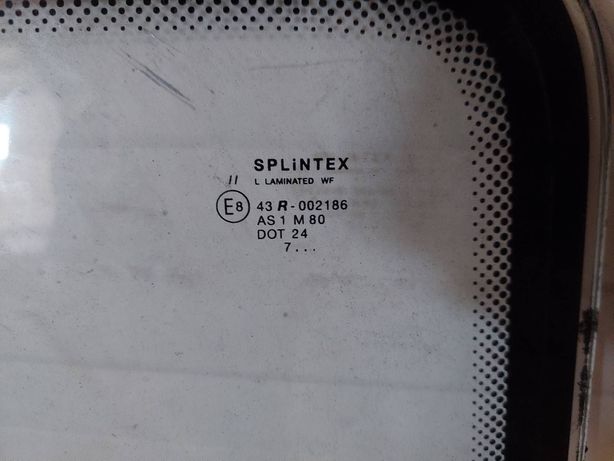 SPLiNTEX
II L LAMINATED WF
E8 43 R-002186
AS 1 M 80
DOT 24
7...